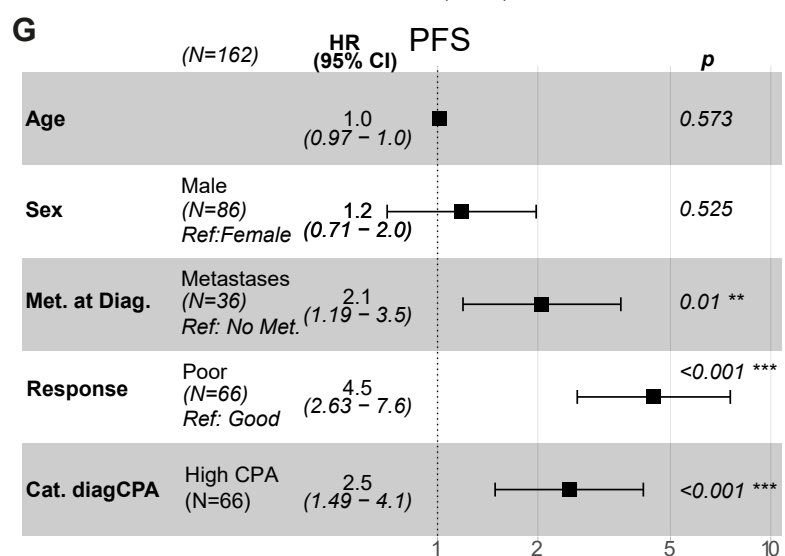 G
(N=162)
HR
(95% CI)
PFS
p
Age
1.0
(0.97 − 1.0)
0.573
Sex
Male
(N=86)
Ref:Female
1.2
(0.71 − 2.0)
0.525
Met. at Diag.
Metastases
(N=36)
Ref: No Met.
2.1
(1.19 − 3.5)
0.01 **
Response
Poor
(N=66)
Ref: Good
4.5
(2.63 − 7.6)
<0.001 ***
Cat. diagCPA
High CPA
(N=66)
2.5
(1.49 − 4.1)
<0.001 ***
1 2 5 10